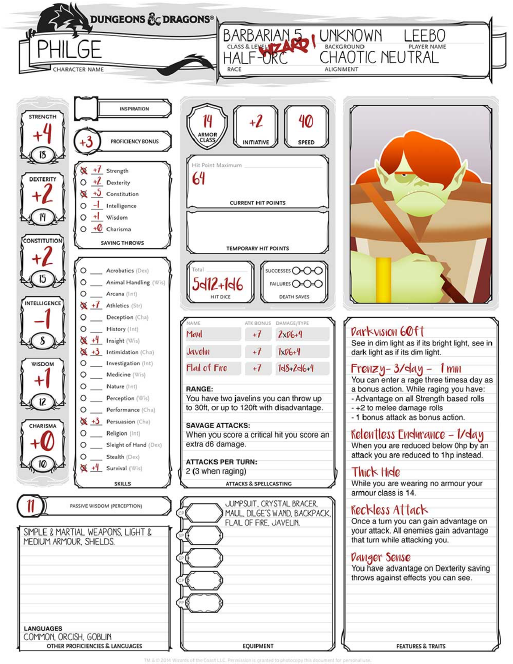 DUNGEONS & DRAGONS®
PHILGE
CHARACTER NAME
BARBARIAN 5 UNKNOWN LEEBO
CLASS & LEVEL BACKGROUND PLAYER NAME
WIZARD!
HALF-ORC CHAOTIC NEUTRAL
RACE ALIGNMENT
STRENGTH
+4
18
DEXTERITY
+2
14
CONSTITUTION
+2
15
INTELLIGENCE
-1
8
WISDOM
+1
12
CHARISMA
+0
10
INSPIRATION
+3 PROFICIENCY BONUS
+7 Strength
+2 Dexterity
+5 Constitution
-1 Intelligence
+1 Wisdom
+0 Charisma
SAVING THROWS
Acrobatics (Dex)
Animal Handling (Wis)
Arcana (Int)
+7 Athletics (Str)
Deception (Cha)
History (Int)
+4 Insight (Wis)
+3 Intimidation (Cha)
Investigation (Int)
Medicine (Wis)
Nature (Int)
Perception (Wis)
Performance (Cha)
+3 Persuasion (Cha)
Religion (Int)
Sleight of Hand (Dex)
Stealth (Dex)
+4 Survival (Wis)
SKILLS
11 PASSIVE WISDOM (PERCEPTION)
SIMPLE & MARTIAL WEAPONS, LIGHT &
MEDIUM ARMOUR, SHIELDS.
LANGUAGES
COMMON, ORCISH, GOBLIN
OTHER PROFICIENCIES & LANGUAGES
14
ARMOR
CLASS
+2
INITIATIVE
40
SPEED
Hit Point Maximum
64
CURRENT HIT POINTS
TEMPORARY HIT POINTS
Total
5d12+1d6
HIT DICE
SUCCESSES
FAILURES
DEATH SAVES
NAME ATK BONUS DAMAGE/TYPE
Maul +7 2xD6+4
Javelin +7 1xD6+4
Flail of Fire +7 1d8+2d6+4
RANGE:
You have two javelins you can throw up
to 30ft, or up to 120ft with disadvantage.
SAVAGE ATTACKS:
When you score a critical hit you score an
extra d6 damage.
ATTACKS PER TURN:
2 (3 when raging)
ATTACKS & SPELLCASTING
JUMPSUIT, CRYSTAL BRACER,
MAUL, DILGE'S WAND, BACKPACK,
FLAIL OF FIRE, JAVELIN.
EQUIPMENT
Darkvision 60ft
See in dim light as if its bright light, see in
dark light as if its dim light.
Frenzy- 3/day - 1 min
You can enter a rage three timesa day as
a bonus action. While raging you have:
- Advantage on all Strength based rolls
- +2 to melee damage rolls
- 1 bonus attack as bonus action.
Relentless Endurance - 1/day
When you are reduced below 0hp by an
attack you are reduced to 1hp instead.
Thick Hide
While you are wearing no armour your
armour class is 14.
Reckless Attack
Once a turn you can gain advantage on
your attack. All enemies gain advantage
that turn while attacking you.
Danger Sense
You have advantage on Dexterity saving
throws against effects you can see.
FEATURES & TRAITS
TM & © 2014 Wizards of the Coast LLC. Permission is granted to photocopy this document for personal use.